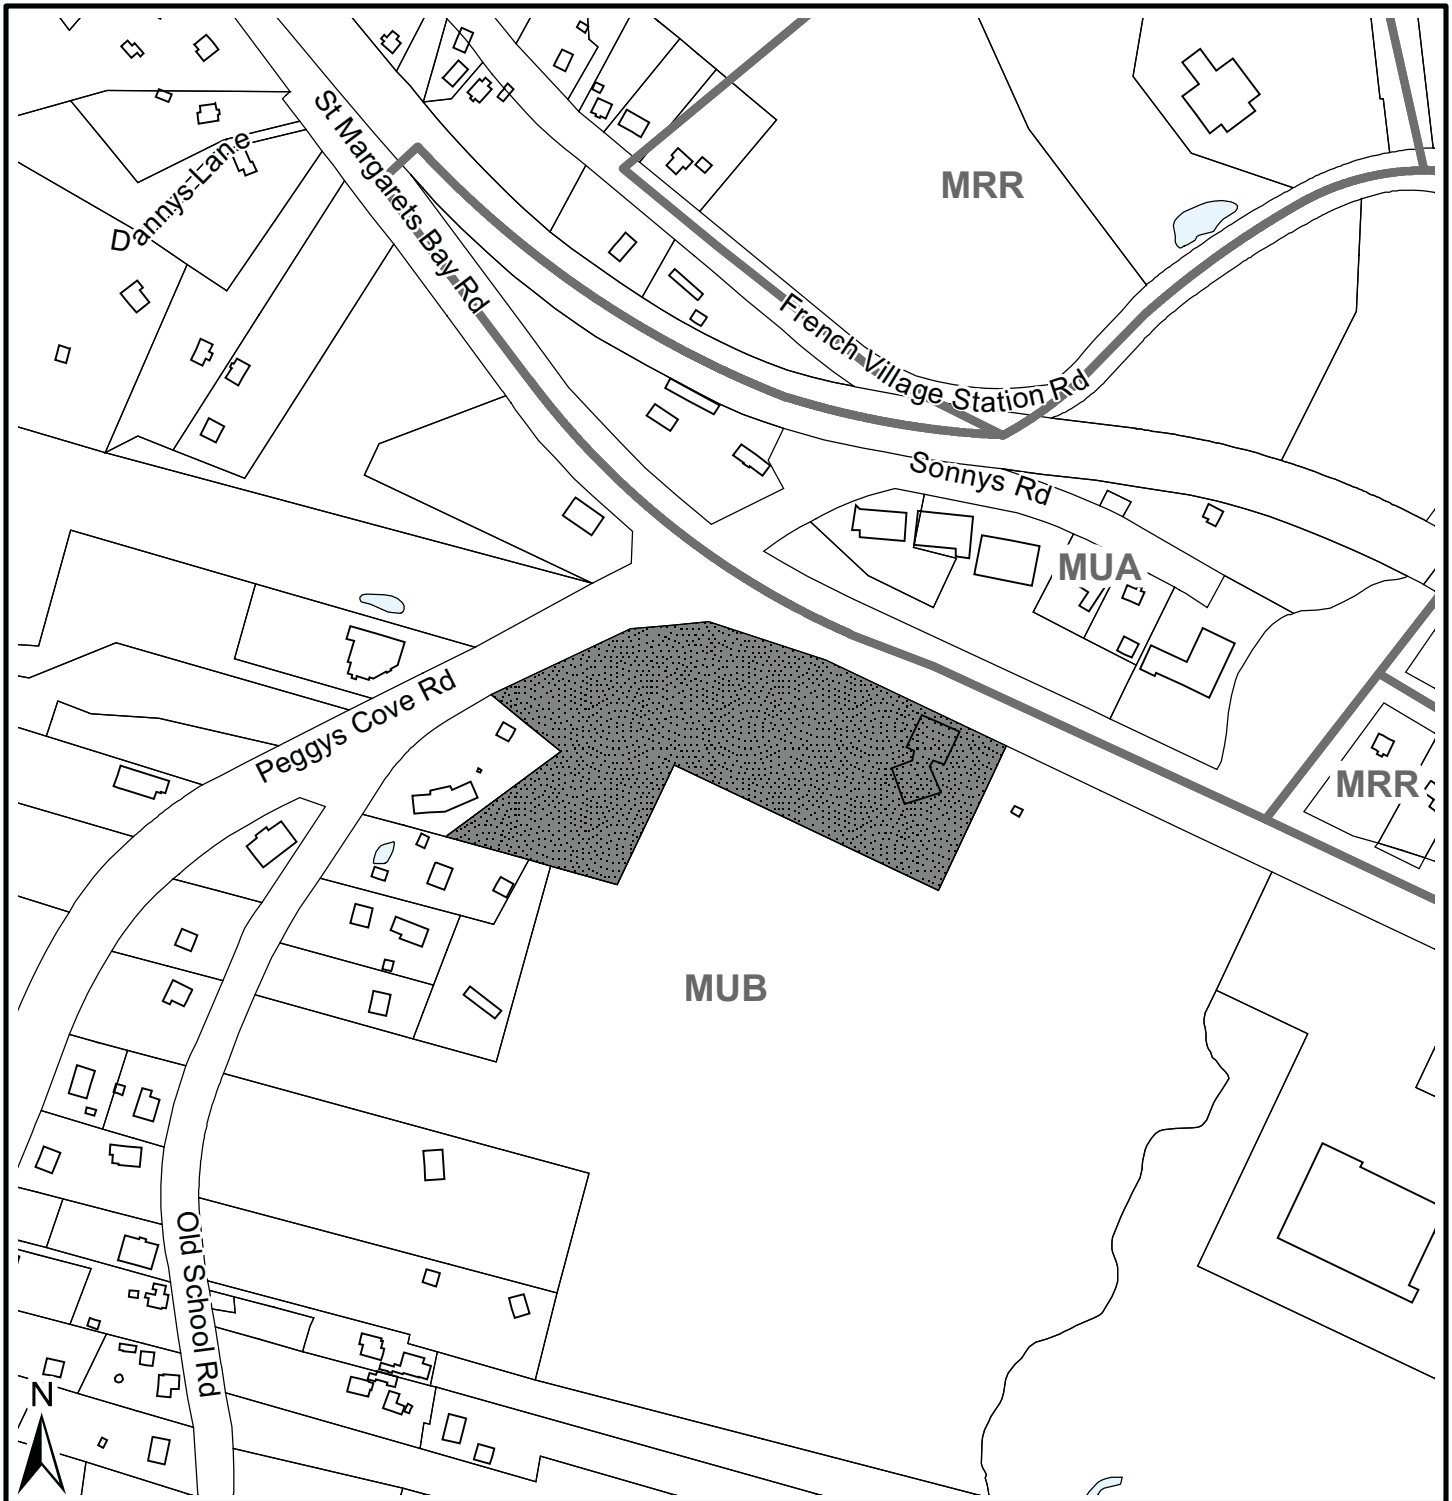 St Margarets Bay Rd
Dannys Lane
MRR
French Village Station Rd
Sonnys Rd
MUA
Peggys Cove Rd
MRR
MUB
Old School Rd
N